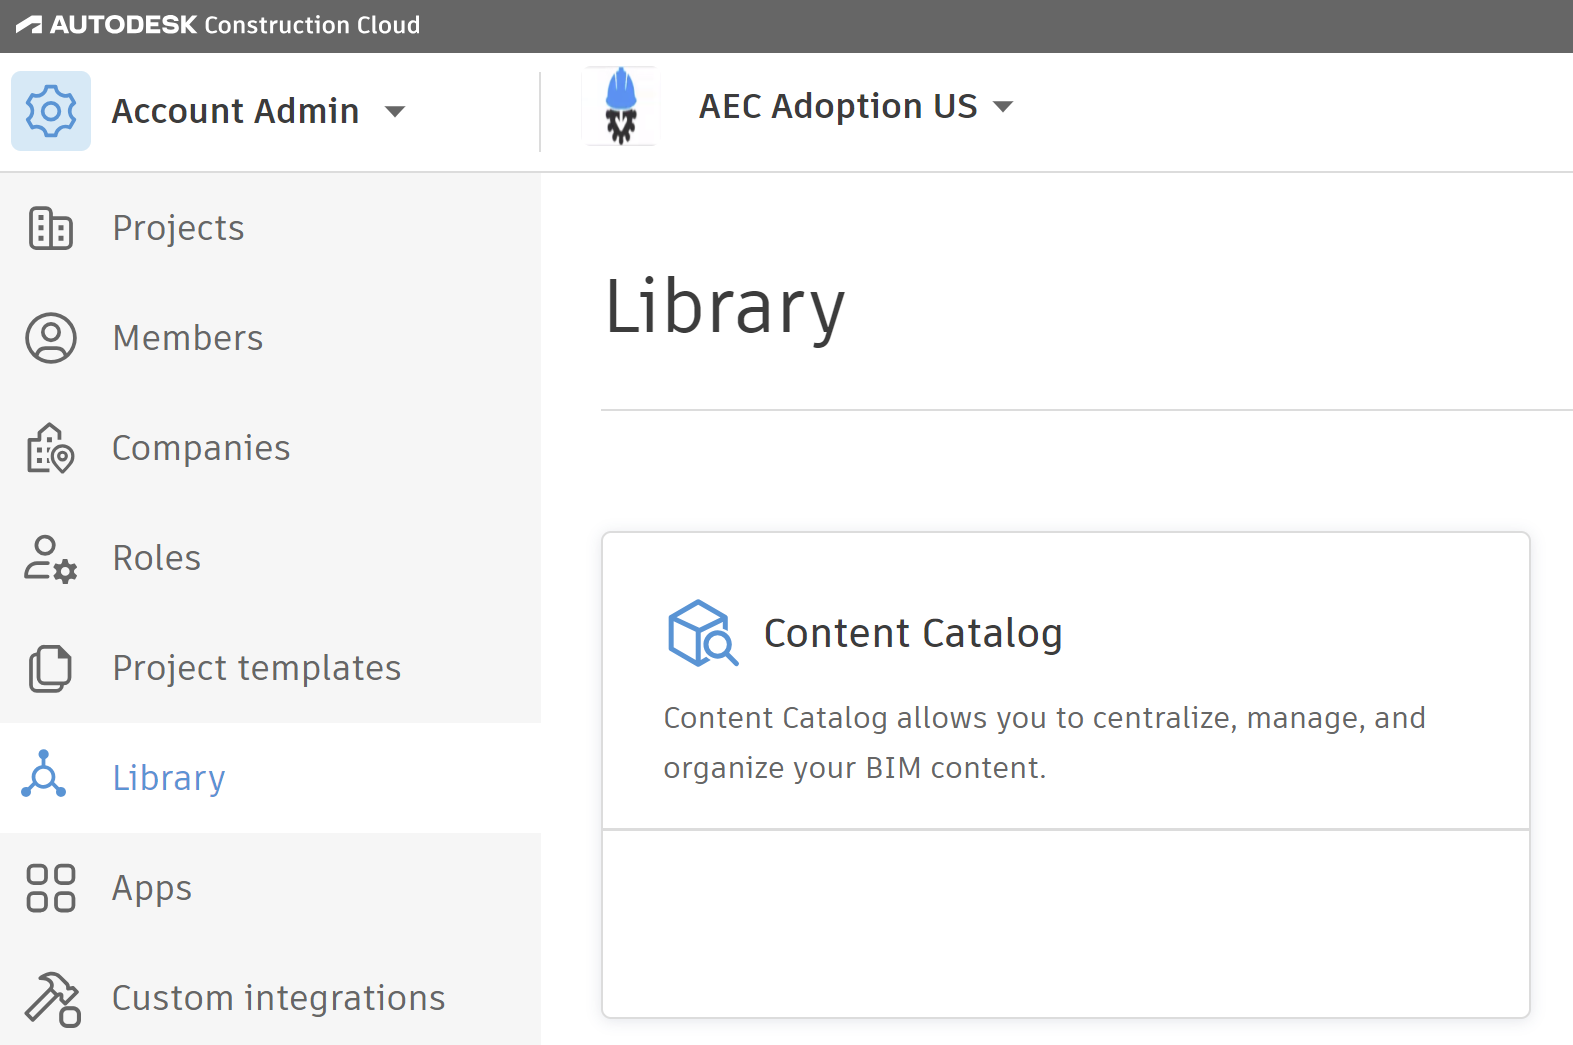 AUTODESK Construction Cloud
Account Admin
AEC Adoption US
Projects
Members
Companies
Roles
Project templates
Library
Apps
Custom integrations
Library
Content Catalog
Content Catalog allows you to centralize, manage, and
organize your BIM content.